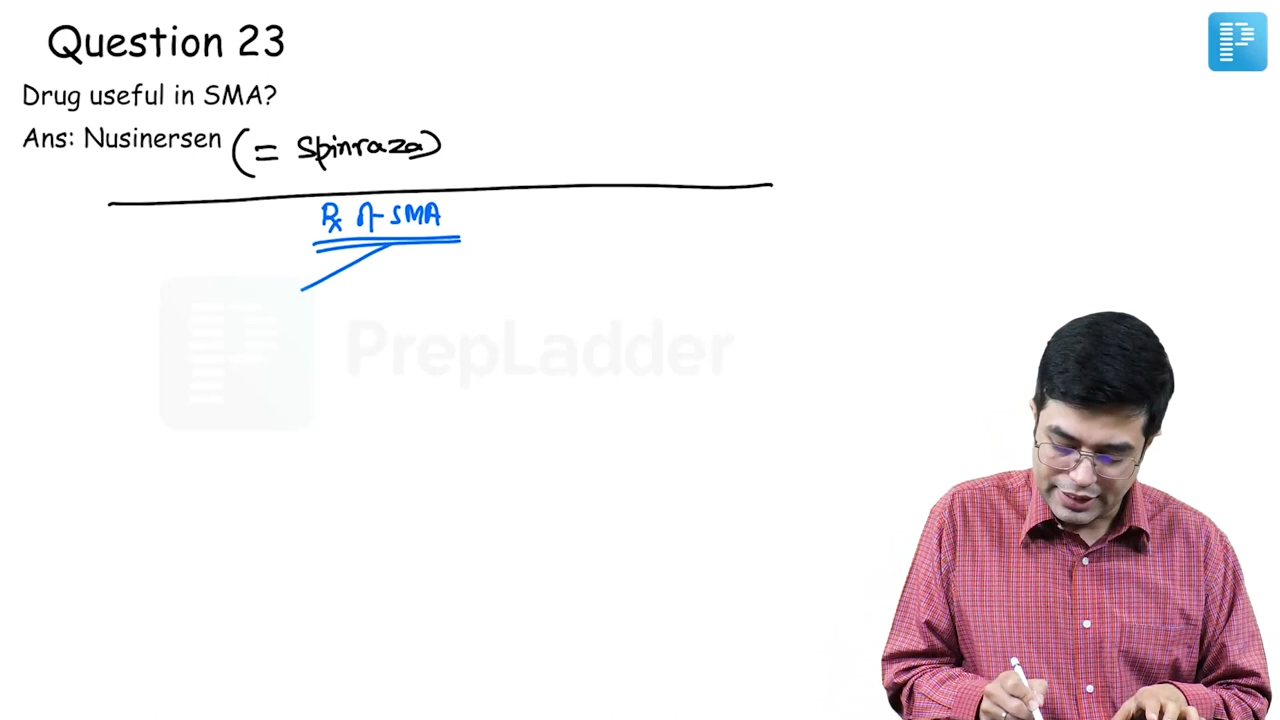 Question 23
Drug useful in SMA?
Ans: Nusinersen (= Spinraza)
Rx of SMA
PrepLadder